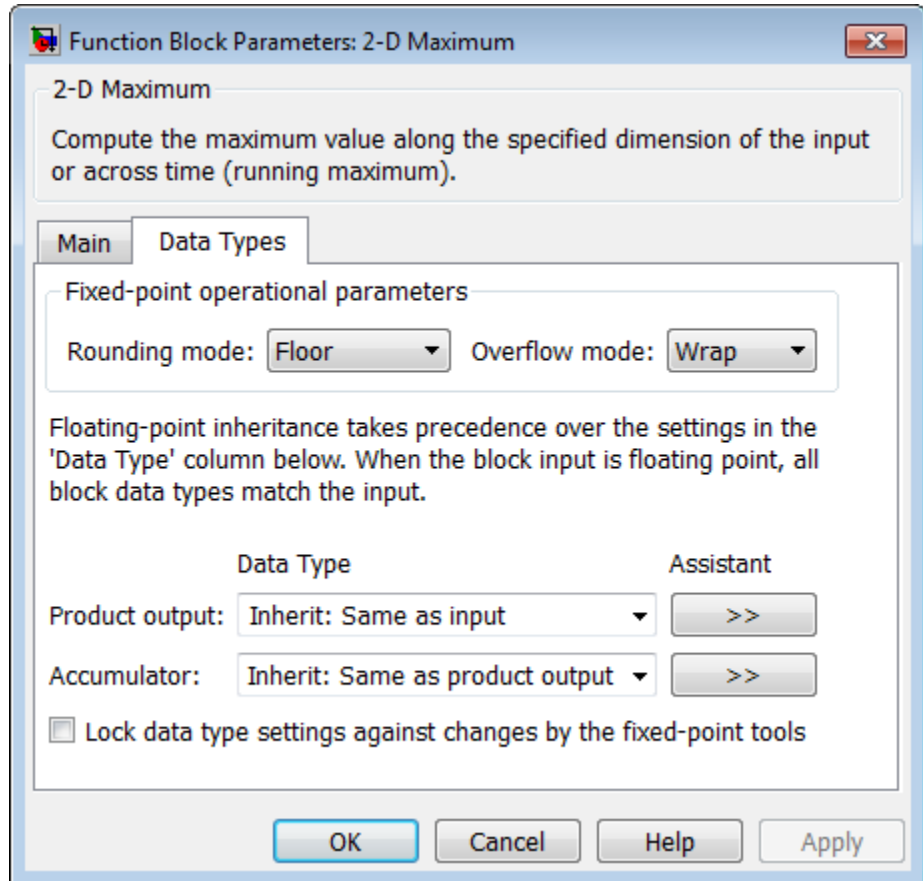 Function Block Parameters: 2-D Maximum
2-D Maximum
Compute the maximum value along the specified dimension of the input
or across time (running maximum).
Main Data Types
Fixed-point operational parameters
Rounding mode: Floor Overflow mode: Wrap
Floating-point inheritance takes precedence over the settings in the
'Data Type' column below. When the block input is floating point, all
block data types match the input.
Data Type Assistant
Product output: Inherit: Same as input >>
Accumulator: Inherit: Same as product output >>
Lock data type settings against changes by the fixed-point tools
OK Cancel Help Apply